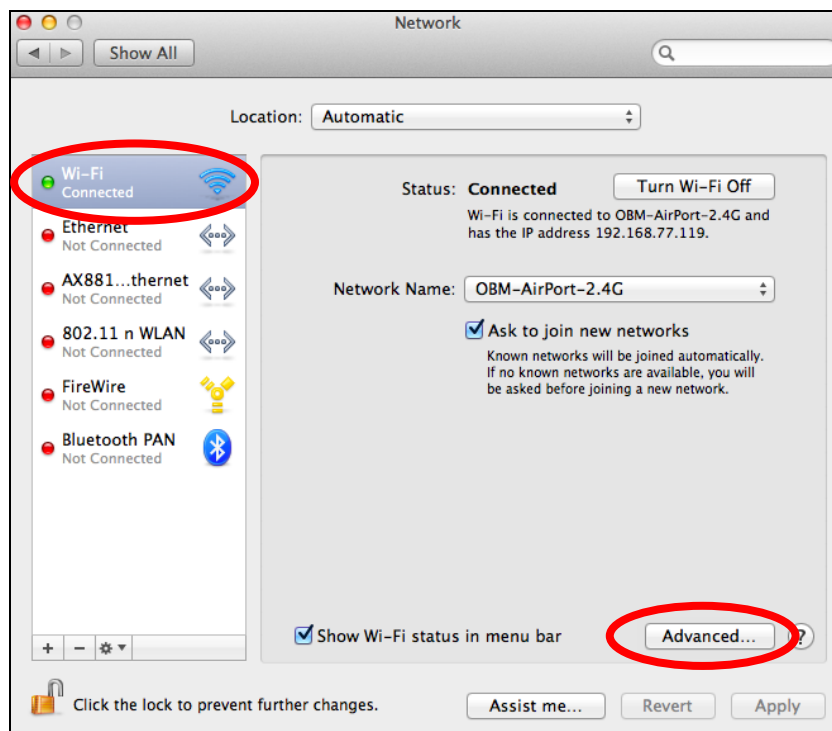 Network
Show All
Location: Automatic
Wi-Fi
Connected
Ethernet
Not Connected
AX881...thernet
Not Connected
802.11 n WLAN
Not Connected
FireWire
Not Connected
Bluetooth PAN
Not Connected
+ −
Status: Connected Turn Wi-Fi Off
Wi-Fi is connected to OBM-AirPort-2.4G and
has the IP address 192.168.77.119.
Network Name: OBM-AirPort-2.4G
Ask to join new networks
Known networks will be joined automatically.
If no known networks are available, you will
be asked before joining a new network.
Show Wi-Fi status in menu bar Advanced... ?
Click the lock to prevent further changes. Assist me... Revert Apply